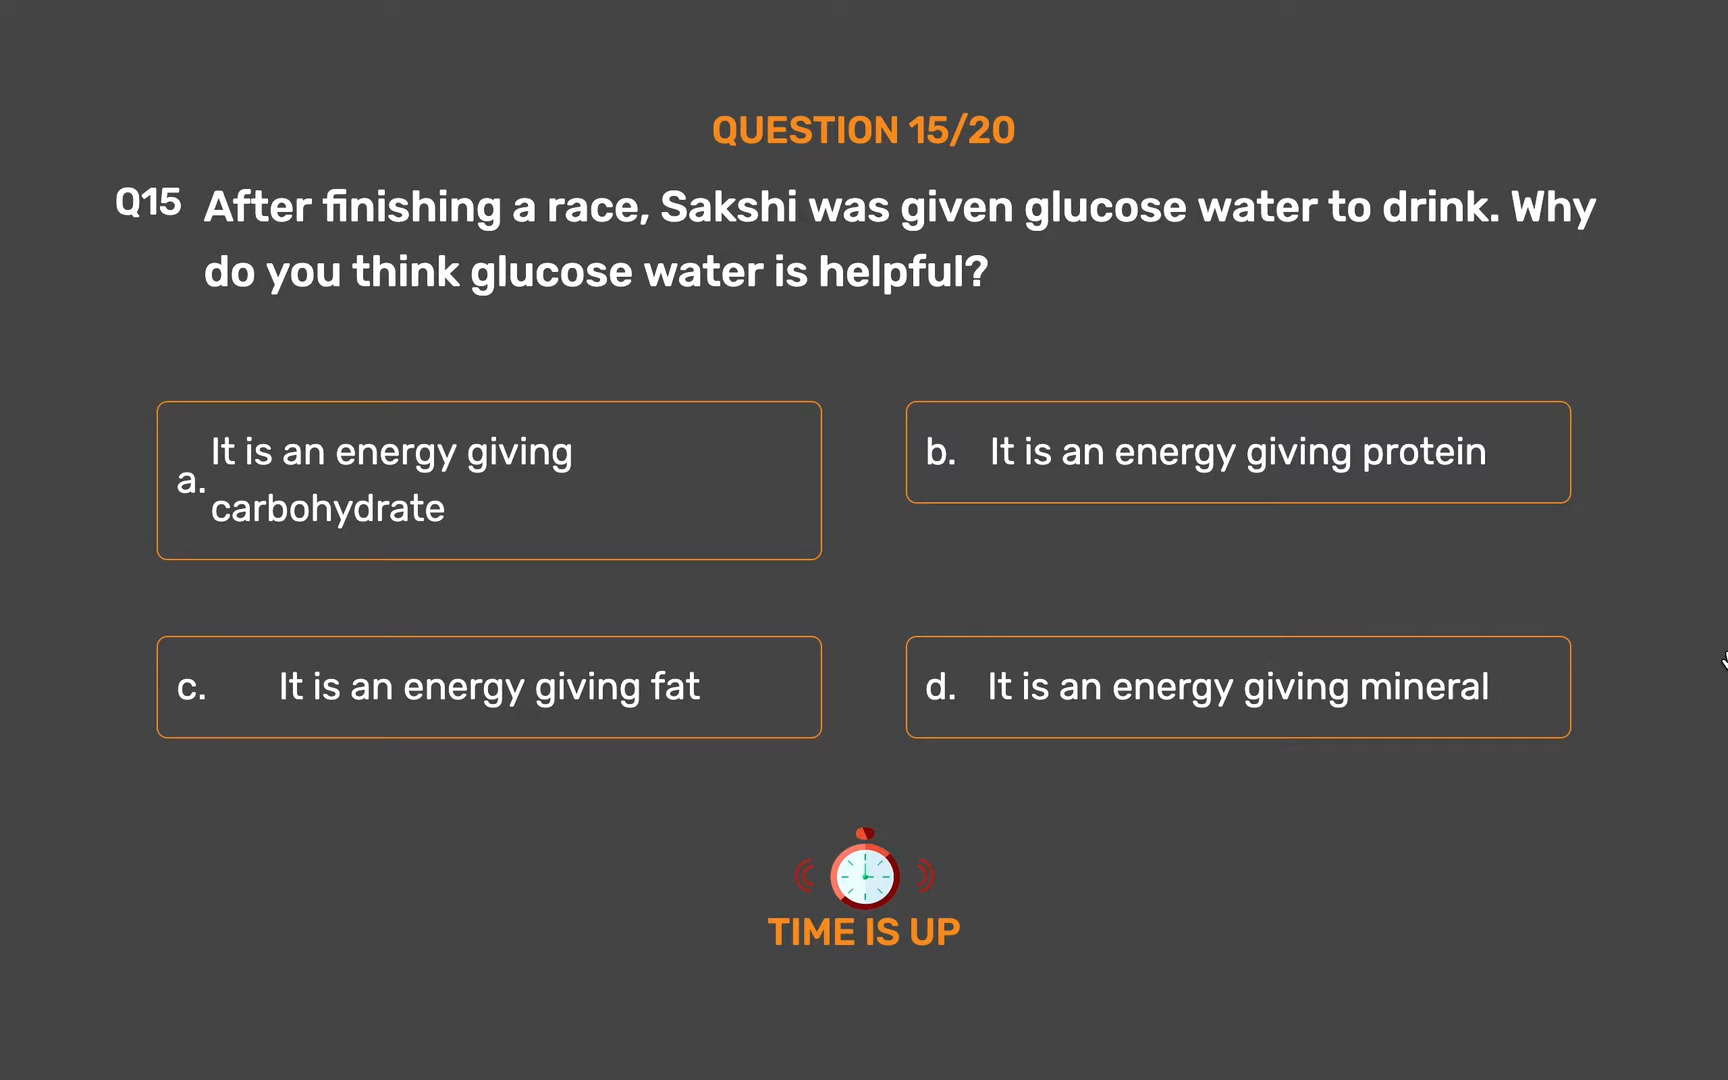 QUESTION 15/20
Q15 After finishing a race, Sakshi was given glucose water to drink. Why
do you think glucose water is helpful?
a. It is an energy giving
carbohydrate
b. It is an energy giving protein
c. It is an energy giving fat
d. It is an energy giving mineral
TIME IS UP